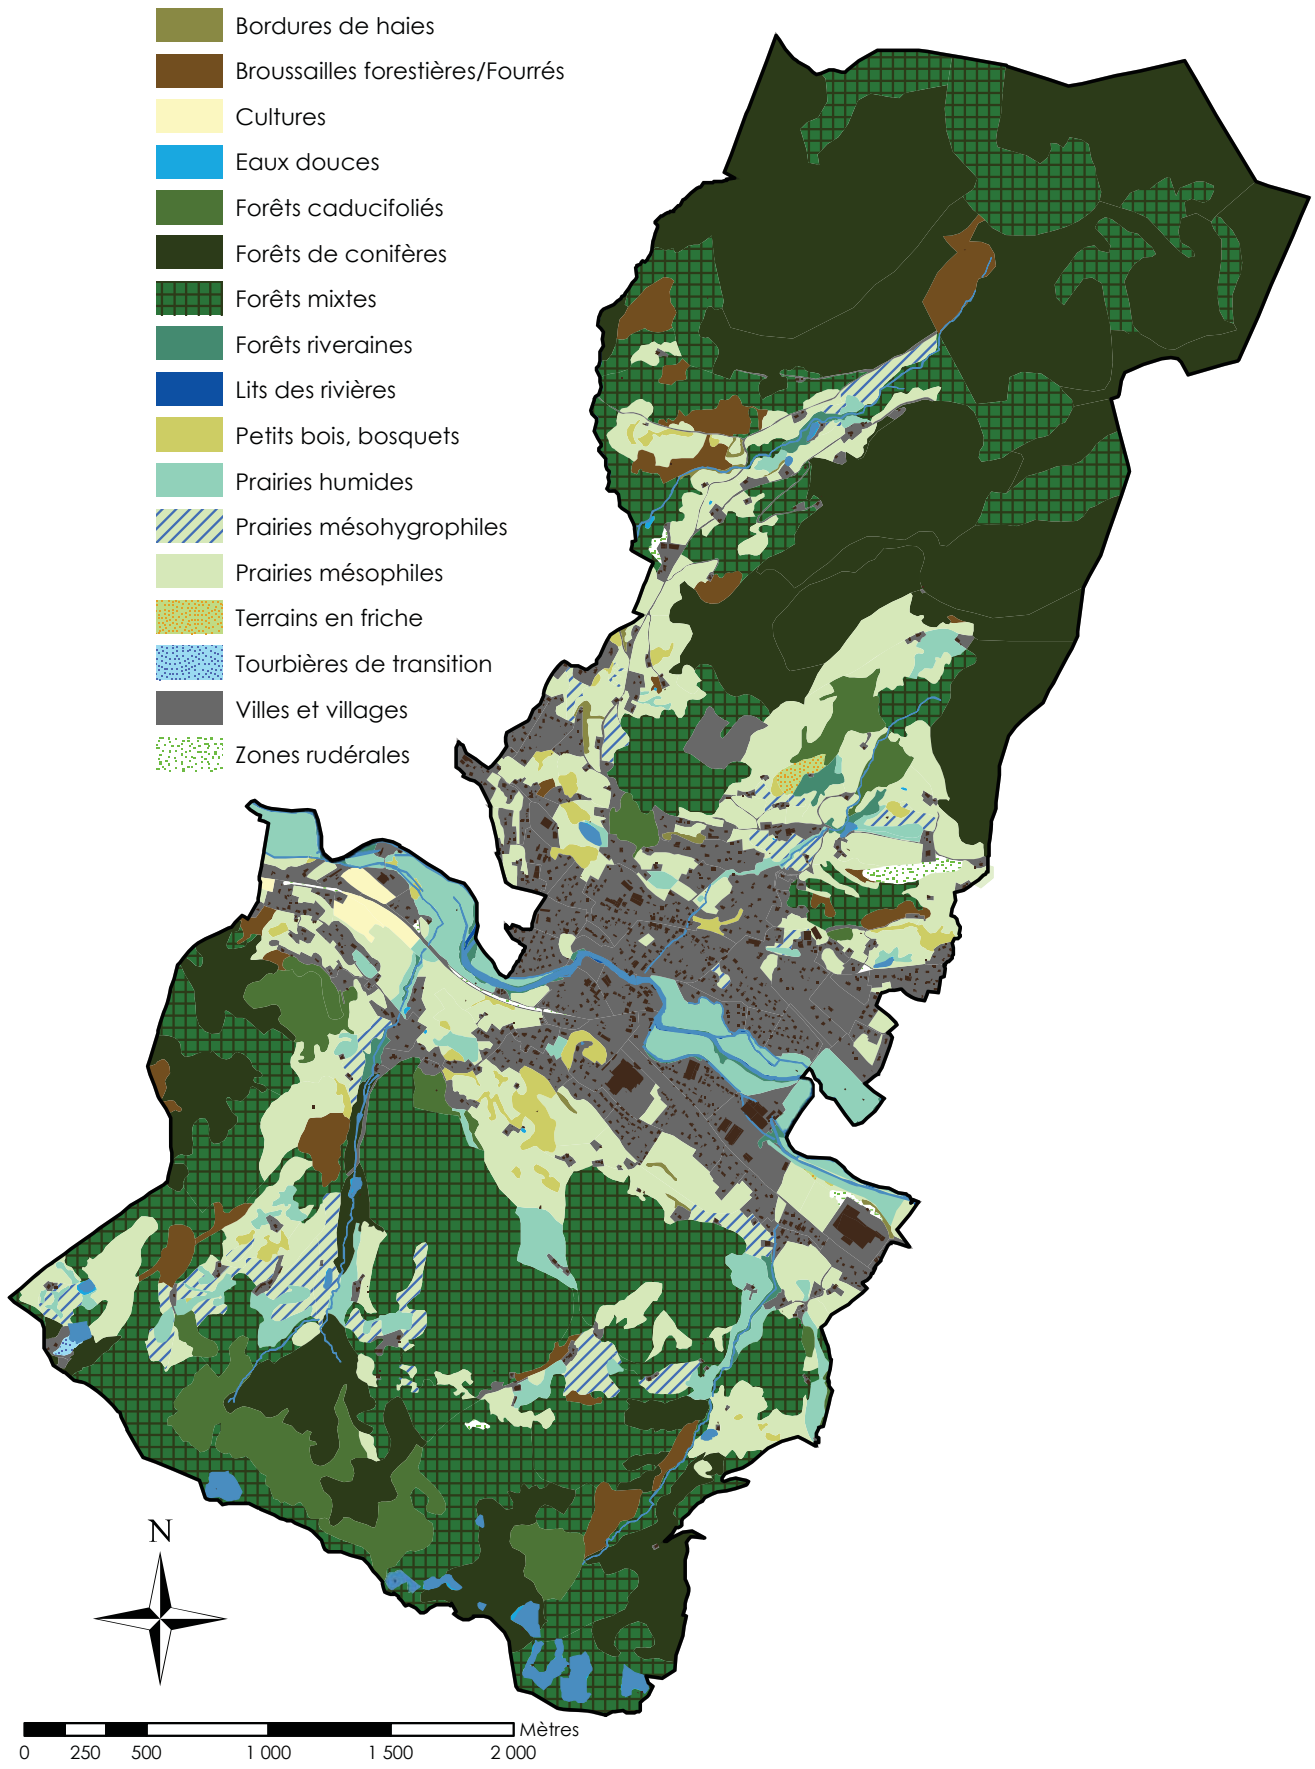 Bordures de haies
Broussailles forestières/Fourrés
Cultures
Eaux douces
Forêts caducifoliés
Forêts de conifères
Forêts mixtes
Forêts riveraines
Lits des rivières
Petits bois, bosquets
Prairies humides
Prairies mésohygrophiles
Prairies mésophiles
Terrains en friche
Tourbières de transition
Villes et villages
Zones rudérales
N
Mètres
0 250 500 1 000 1 500 2 000